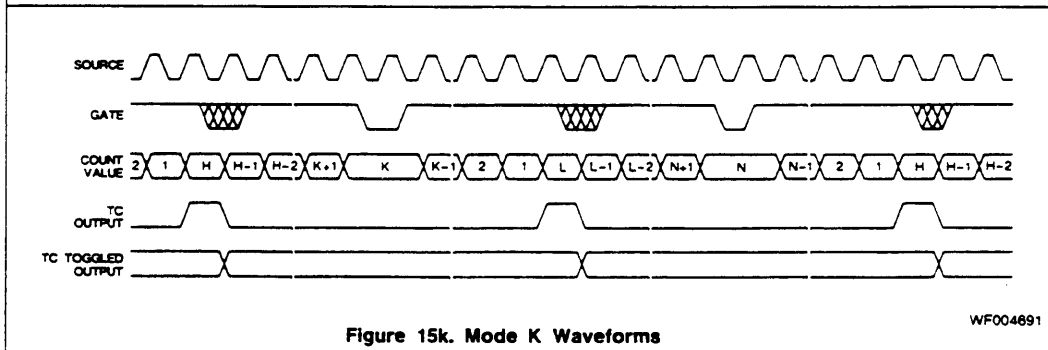 SOURCE
GATE
COUNT
VALUE
2 1 H H-1 H-2 K+1 K K-1 2 1 L L-1 L-2 N+1 N N-1 2 1 H H-1 H-2
TC
OUTPUT
TC TOGGLED
OUTPUT
WF004691
Figure 15k. Mode K Waveforms